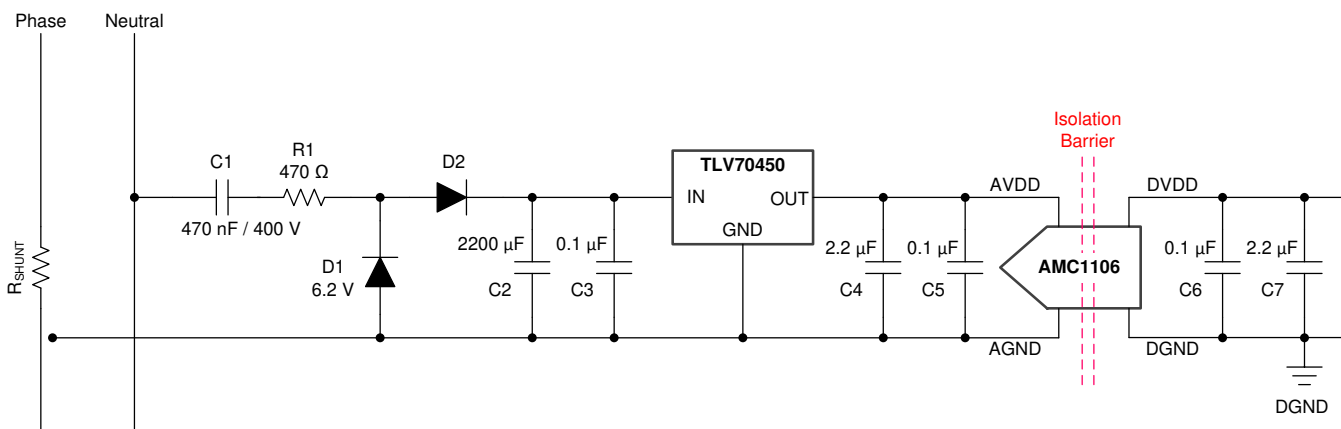 Phase
Neutral
Isolation
Barrier
C1
R1
470 Ω
D2
TLV70450
AVDD
DVDD
IN
OUT
GND
470 nF / 400 V
2200 µF
0.1 µF
2.2 µF
0.1 µF
0.1 µF
2.2 µF
RSHUNT
D1
6.2 V
AMC1106
C2
C3
C4
C5
C6
C7
AGND
DGND
DGND